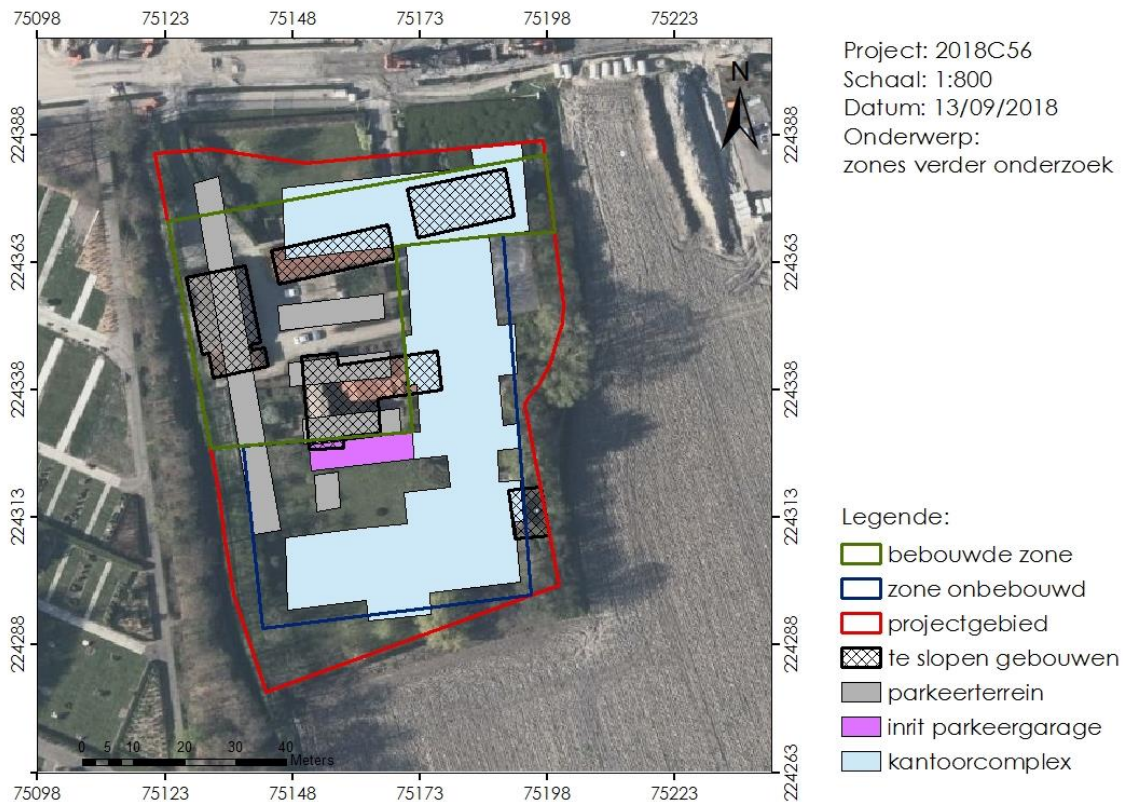 75098 75123 75148 75173 75198 75223
Project: 2018C56
Schaal: 1:800
Datum: 13/09/2018
Onderwerp:
zones verder onderzoek
N
224388 224388
224363 224363
224338 224338
224313 224313
224288 224288
224263
Legende:
bebouwde zone
zone onbebouwd
projectgebied
te slopen gebouwen
parkeerterrein
inrit parkeergarage
kantoorcomplex
0 5 10 20 30 40
Meters
75098 75123 75148 75173 75198 75223